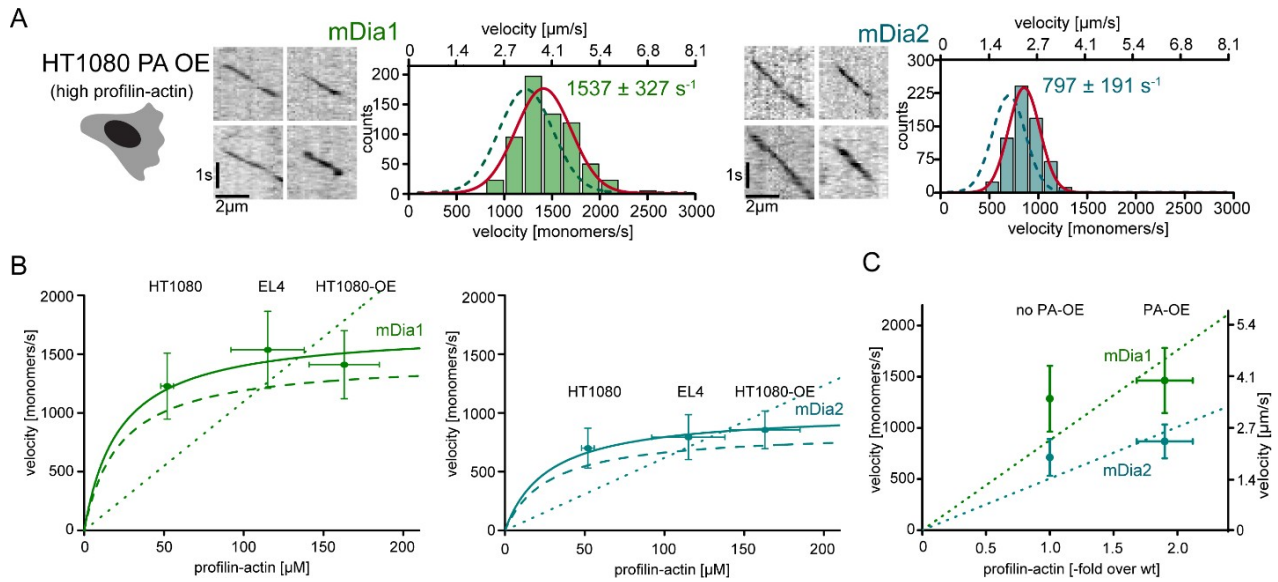 A
HT1080 PA OE
(high profilin-actin)
1s
2µm
mDia1
velocity [µm/s]
0 1.4 2.7 4.1 5.4 6.8 8.1
counts
200
150
100
50
0
1537 ± 327 s⁻¹
0 500 1000 1500 2000 2500 3000
velocity [monomers/s]
1s
2µm
mDia2
velocity [µm/s]
0 1.4 2.7 4.1 5.4 6.8 8.1
counts
300
225
150
75
0
797 ± 191 s⁻¹
0 500 1000 1500 2000 2500 3000
velocity [monomers/s]
B
velocity [monomers/s]
2000
1500
1000
500
0
HT1080 EL4 HT1080-OE
mDia1
0 50 100 150 200
profilin-actin [µM]
velocity [monomers/s]
2000
1500
1000
500
0
HT1080 EL4 HT1080-OE
mDia2
0 50 100 150 200
profilin-actin [µM]
C
velocity [monomers/s]
2000
1500
1000
500
0
no PA-OE PA-OE
mDia1
mDia2
5.4
4.1
2.7
1.4
0
velocity [µm/s]
0 0.5 1.0 1.5 2.0
profilin-actin [-fold over wt]